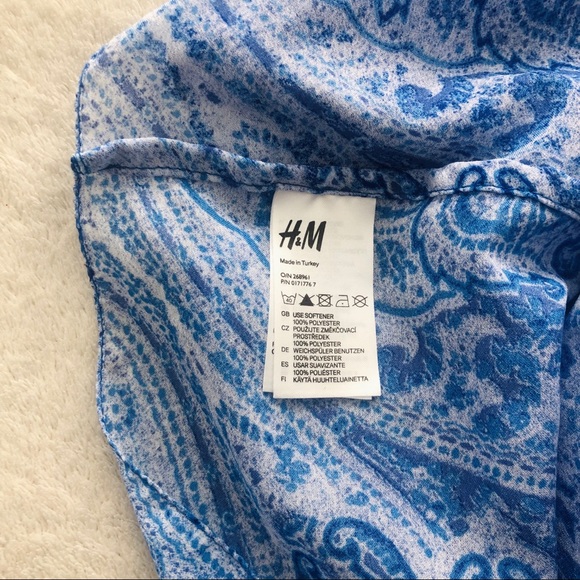 H&M
Made in Turkey
O/N 268961
P/N 0171776 7
40
GB USE SOFTENER
100% POLYESTER
CZ POUŽIJTE ZMĚKČOVACÍ
PROSTŘEDEK
100% POLYESTER
DE WEICHSPÜLER BENUTZEN
100% POLYESTER
ES USAR SUAVIZANTE
100% POLIÉSTER
FI KÄYTÄ HUUHTELUAINETTA